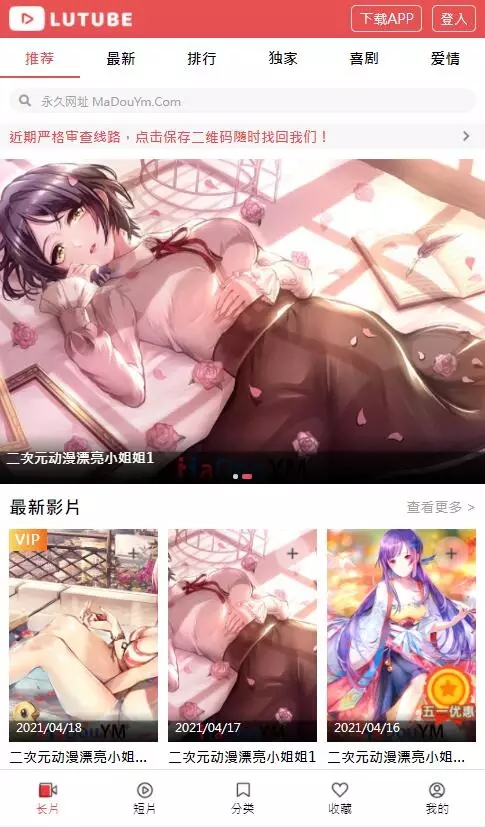 LUTUBE
下载APP
登入
推荐 最新 排行 独家 喜剧 爱情
永久网址 MaDouYm.Com
近期严格审查线路，点击保存二维码随时找回我们！
二次元动漫漂亮小姐姐1
最新影片
查看更多 >
VIP
五一优惠
2021/04/18 2021/04/17 2021/04/16
二次元动漫漂亮小姐... 二次元动漫漂亮小姐姐1 二次元动漫漂亮小姐...
长片 短片 分类 收藏 我的